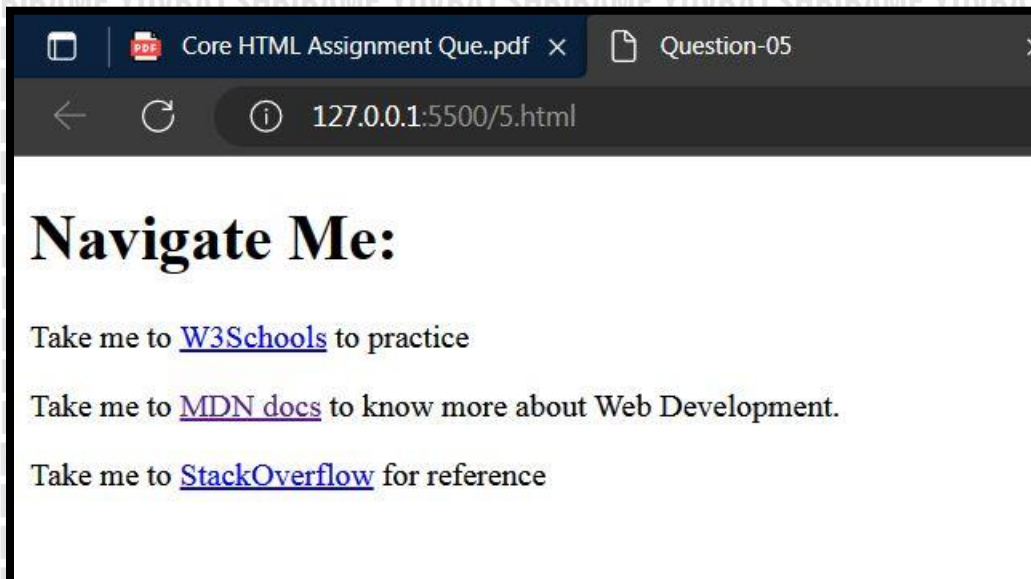 Core HTML Assignment Que..pdf
Question-05
127.0.0.1:5500/5.html
Navigate Me:
Take me to W3Schools to practice
Take me to MDN docs to know more about Web Development.
Take me to StackOverflow for reference